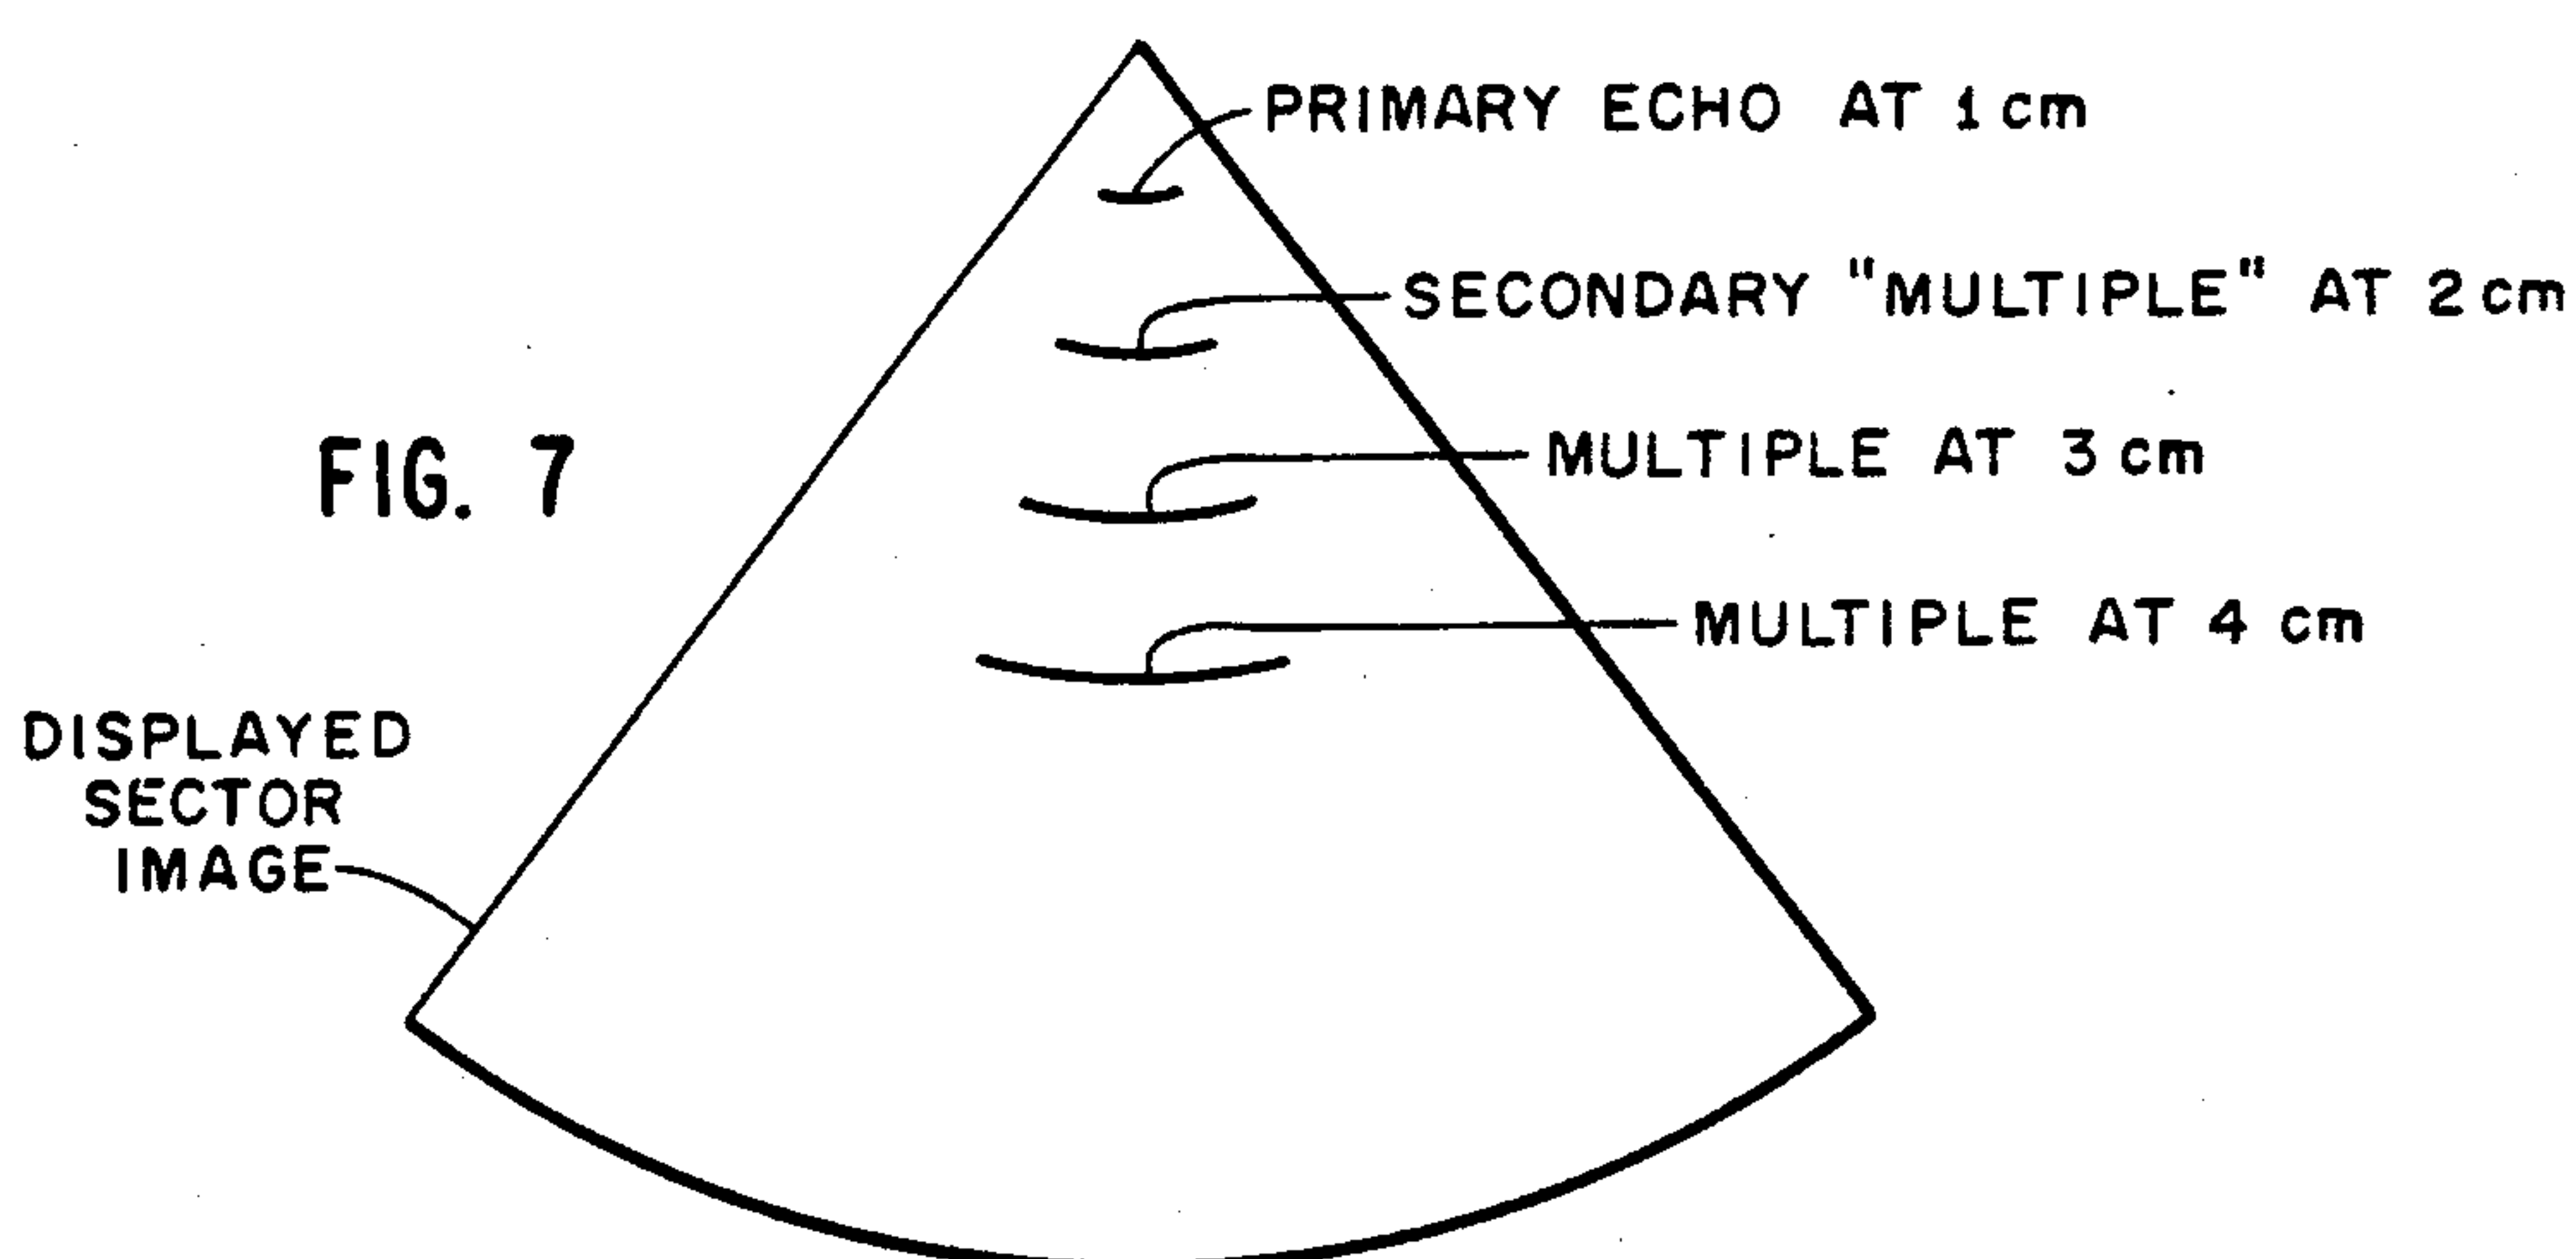 PRIMARY ECHO AT 1 cm
SECONDARY "MULTIPLE" AT 2 cm
MULTIPLE AT 3 cm
FIG. 7
MULTIPLE AT 4 cm
DISPLAYED
SECTOR
IMAGE